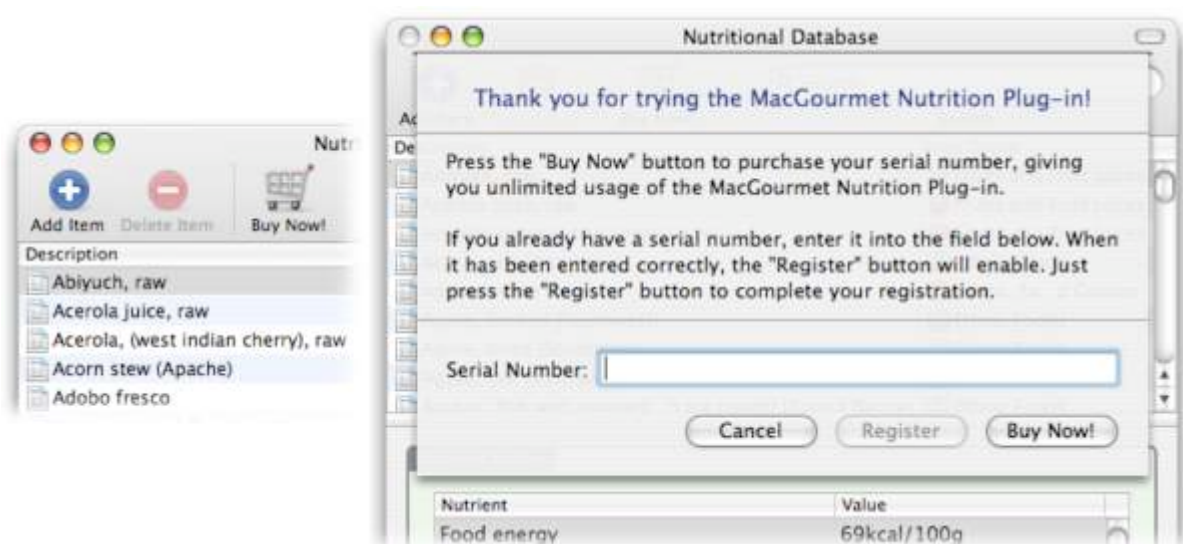 Nutr
Add Item Delete Item Buy Now!
Description
Abiyuch, raw
Acerola juice, raw
Acerola, (west indian cherry), raw
Acorn stew (Apache)
Adobo fresco
Nutritional Database
Thank you for trying the MacGourmet Nutrition Plug-in!
Press the "Buy Now" button to purchase your serial number, giving
you unlimited usage of the MacGourmet Nutrition Plug-in.
If you already have a serial number, enter it into the field below. When
it has been entered correctly, the "Register" button will enable. Just
press the "Register" button to complete your registration.
Serial Number:
Cancel Register Buy Now!
Nutrient Value
Food energy 69kcal/100g